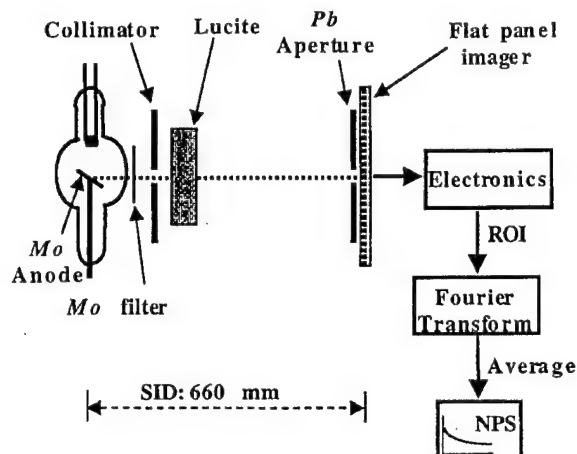 Collimator
Lucite
Pb
Aperture
Flat panel
imager
Mo
Anode
Mo filter
Electronics
ROI
Fourier
Transform
Average
SID: 660 mm
NPS